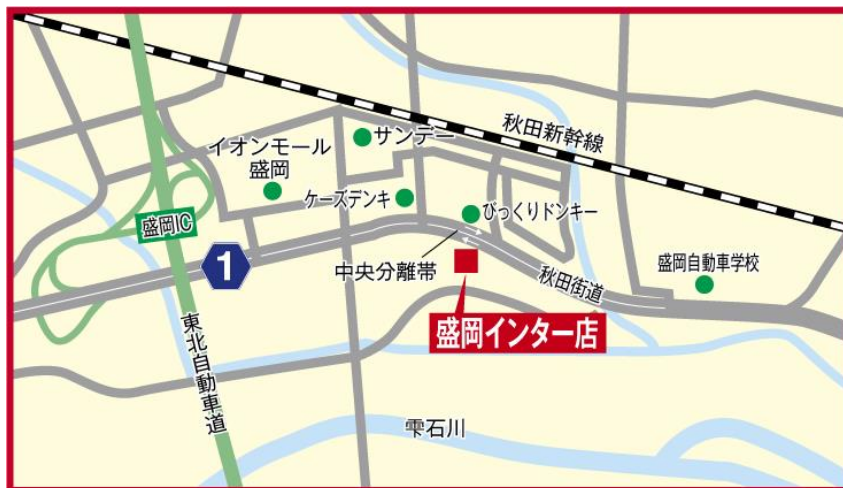 秋田新幹線
サンデー
イオンモール
盛岡
ケーズデンキ
びっくりドンキー
盛岡IC
1
中央分離帯
秋田街道
盛岡自動車学校
盛岡インター店
東北自動車道
雫石川